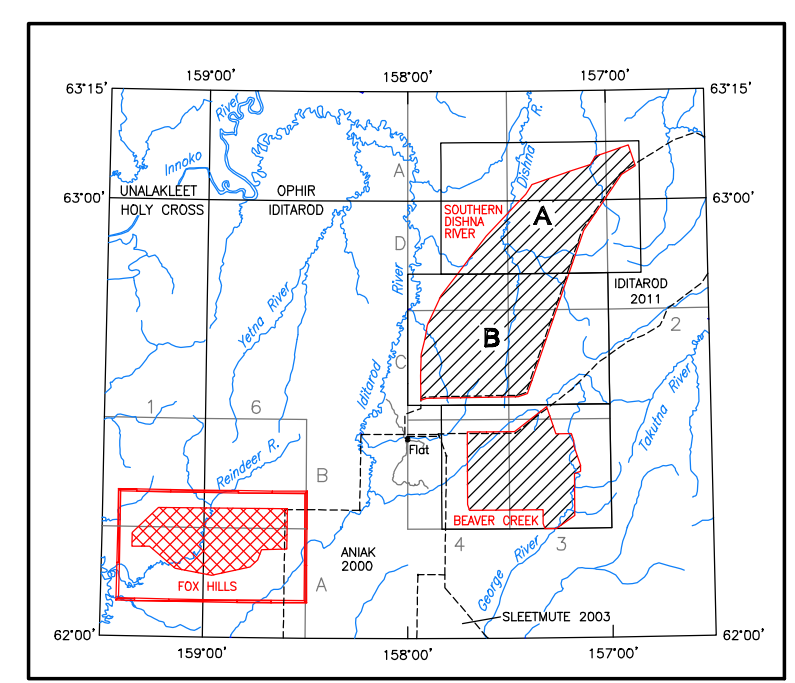 159°00'
158°00'
157°00'
63°15'
63°15'
River
Innoko
Dishna R.
A
UNALAKLEET
OPHIR
63°00'
63°00'
HOLY CROSS
IDITAROD
SOUTHERN
DISHNA
RIVER
A
D
River
IDITAROD
2011
Yetna River
B
2
C
Iditarod
Takutna River
1
6
Flat
Reindeer R.
B
BEAVER CREEK
4
3
ANIAK
2000
A
FOX HILLS
George River
SLEETMUTE 2003
62°00'
62°00'
159°00'
158°00'
157°00'